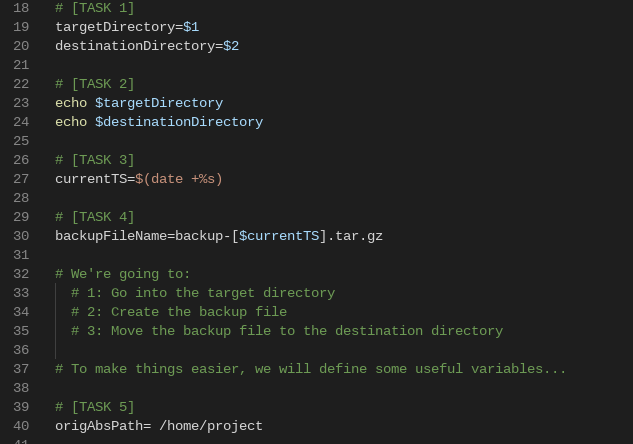 18 # [TASK 1]
19 targetDirectory=$1
20 destinationDirectory=$2
21
22 # [TASK 2]
23 echo $targetDirectory
24 echo $destinationDirectory
25
26 # [TASK 3]
27 currentTS=$(date +%s)
28
29 # [TASK 4]
30 backupFileName=backup-[$currentTS].tar.gz
31
32 # We're going to:
33 # 1: Go into the target directory
34 # 2: Create the backup file
35 # 3: Move the backup file to the destination directory
36
37 # To make things easier, we will define some useful variables...
38
39 # [TASK 5]
40 origAbsPath= /home/project